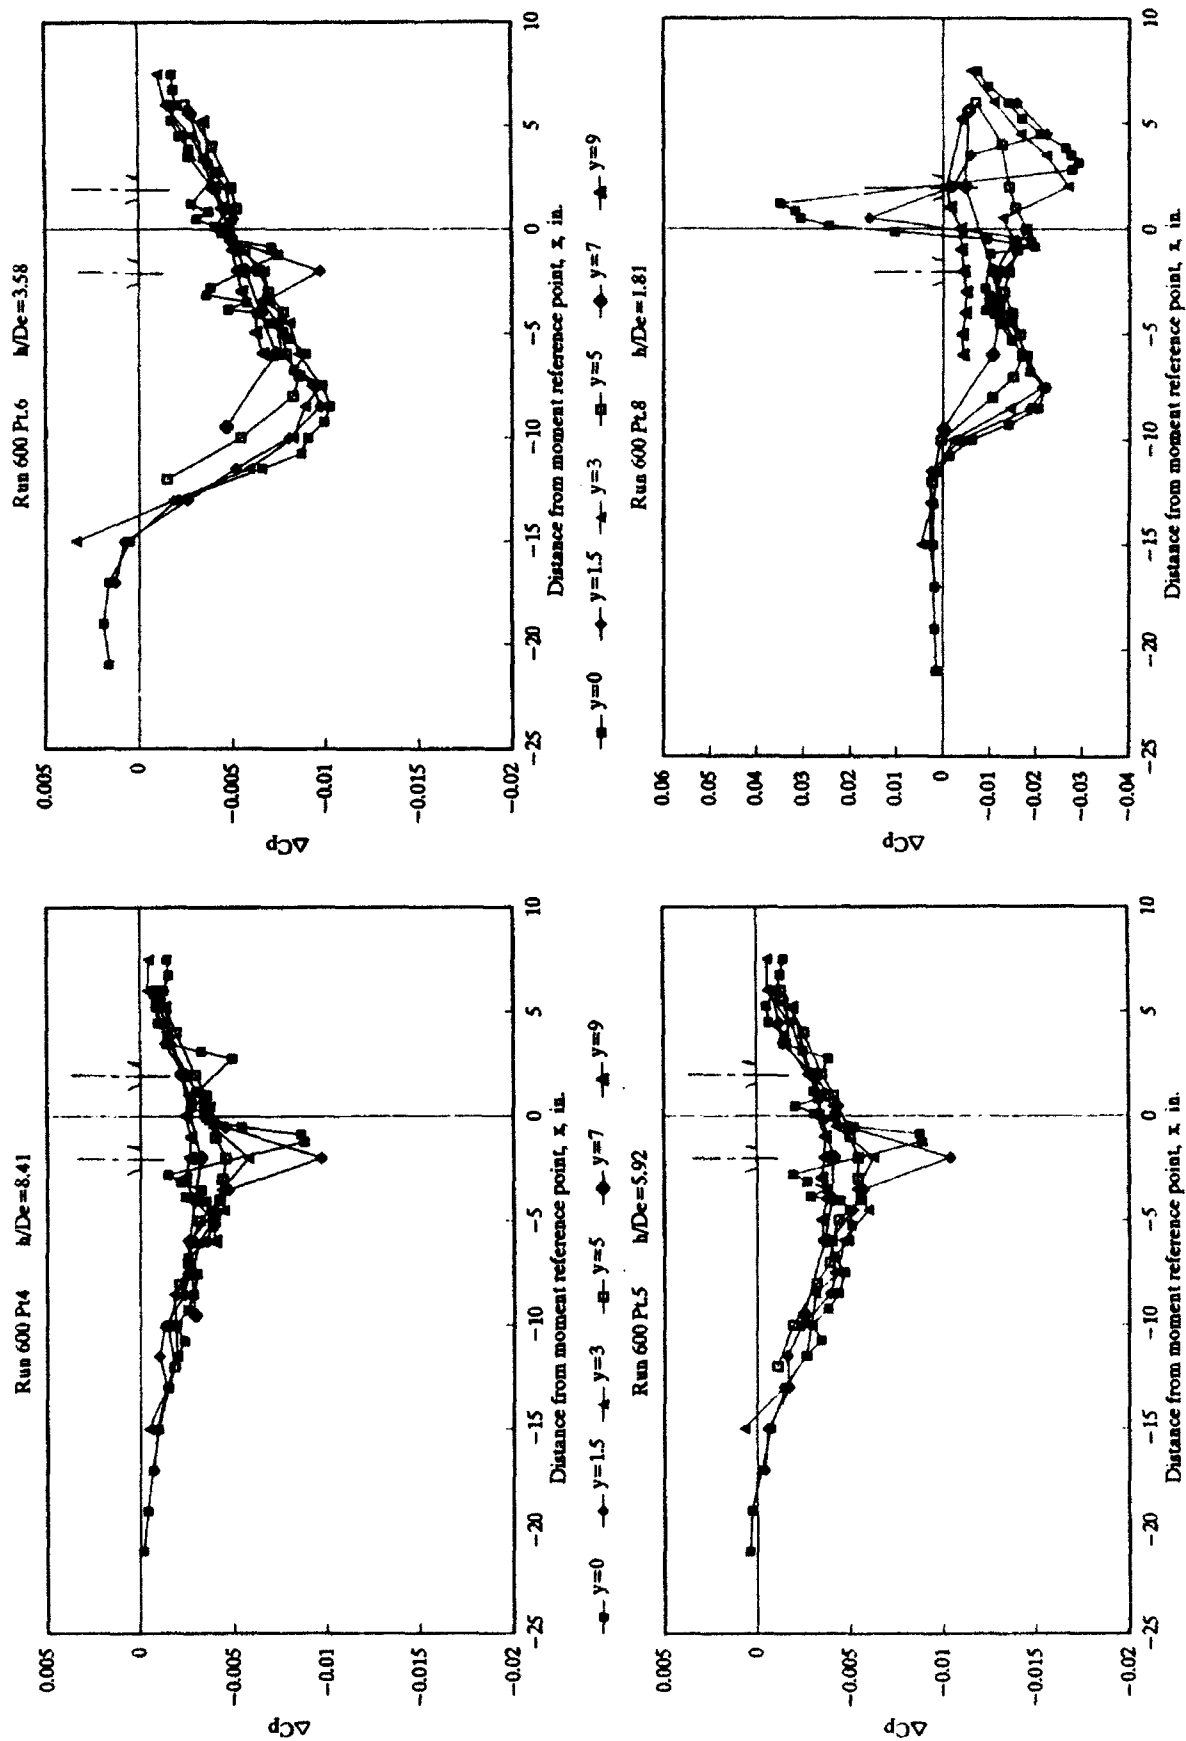 Run 600 Pt4 h/De=8.41
0.005
0
−0.005
−0.01
−0.015
−0.02
ΔCp
−25 −20 −15 −10 −5 0 5 10
Distance from moment reference point, x, in.
y=0 y=1.5 y=3 y=5 y=7 y=9
Run 600 Pt.6 h/De=3.58
0.005
0
−0.005
−0.01
−0.015
−0.02
ΔCp
−25 −20 −15 −10 −5 0 5 10
Distance from moment reference point, x, in.
y=0 y=1.5 y=3 y=5 y=7 y=9
Run 600 Pt.5 h/De=5.92
0.005
0
−0.005
−0.01
−0.015
−0.02
ΔCp
−25 −20 −15 −10 −5 0 5 10
Distance from moment reference point, x, in.
Run 600 Pt.8 h/De=1.81
0.06
0.05
0.04
0.03
0.02
0.01
0
−0.01
−0.02
−0.03
−0.04
ΔCp
−25 −20 −15 −10 −5 0 5 10
Distance from moment reference point, x, in.